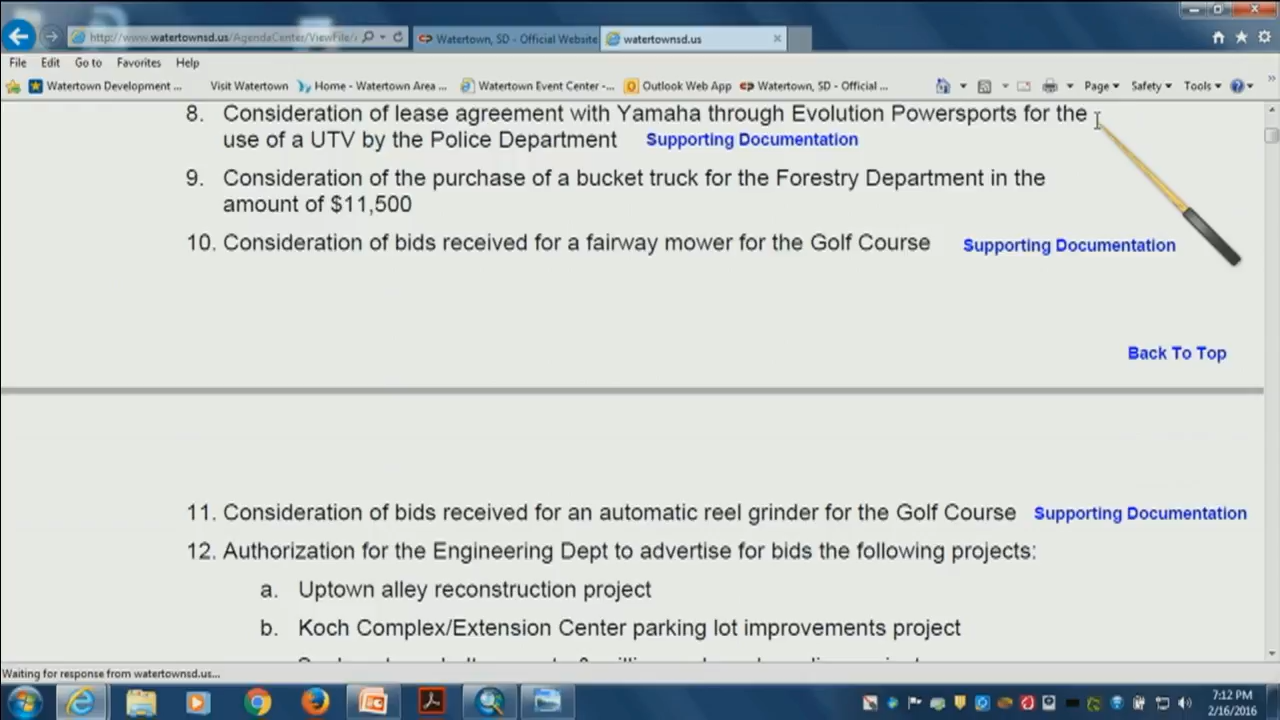 http://www.watertownsd.us/AgendaCenter/ViewFile/
Watertown, SD - Official Website
watertownsd.us
File Edit Go to Favorites Help
Watertown Development ... Visit Watertown Home - Watertown Area ... Watertown Event Center -... Outlook Web App Watertown, SD - Official ... Page Safety Tools
8. Consideration of lease agreement with Yamaha through Evolution Powersports for the
use of a UTV by the Police Department Supporting Documentation
9. Consideration of the purchase of a bucket truck for the Forestry Department in the
amount of $11,500
10. Consideration of bids received for a fairway mower for the Golf Course Supporting Documentation
Back To Top
11. Consideration of bids received for an automatic reel grinder for the Golf Course Supporting Documentation
12. Authorization for the Engineering Dept to advertise for bids the following projects:
a. Uptown alley reconstruction project
b. Koch Complex/Extension Center parking lot improvements project
Waiting for response from watertownsd.us...
7:12 PM
2/16/2016